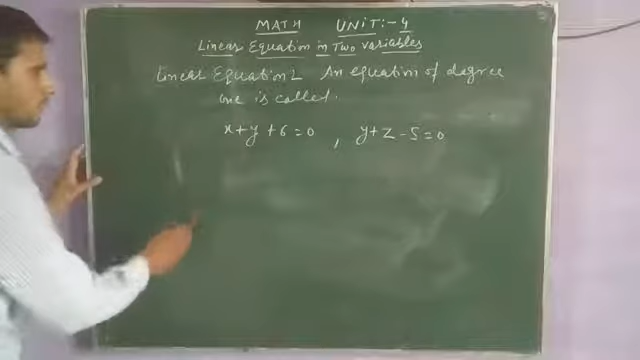 MATH UNIT:- 4
Linear Equation in Two variables
Linear Equation An equation of degree
one is called.
x+y+6=0 , y+z-5=0